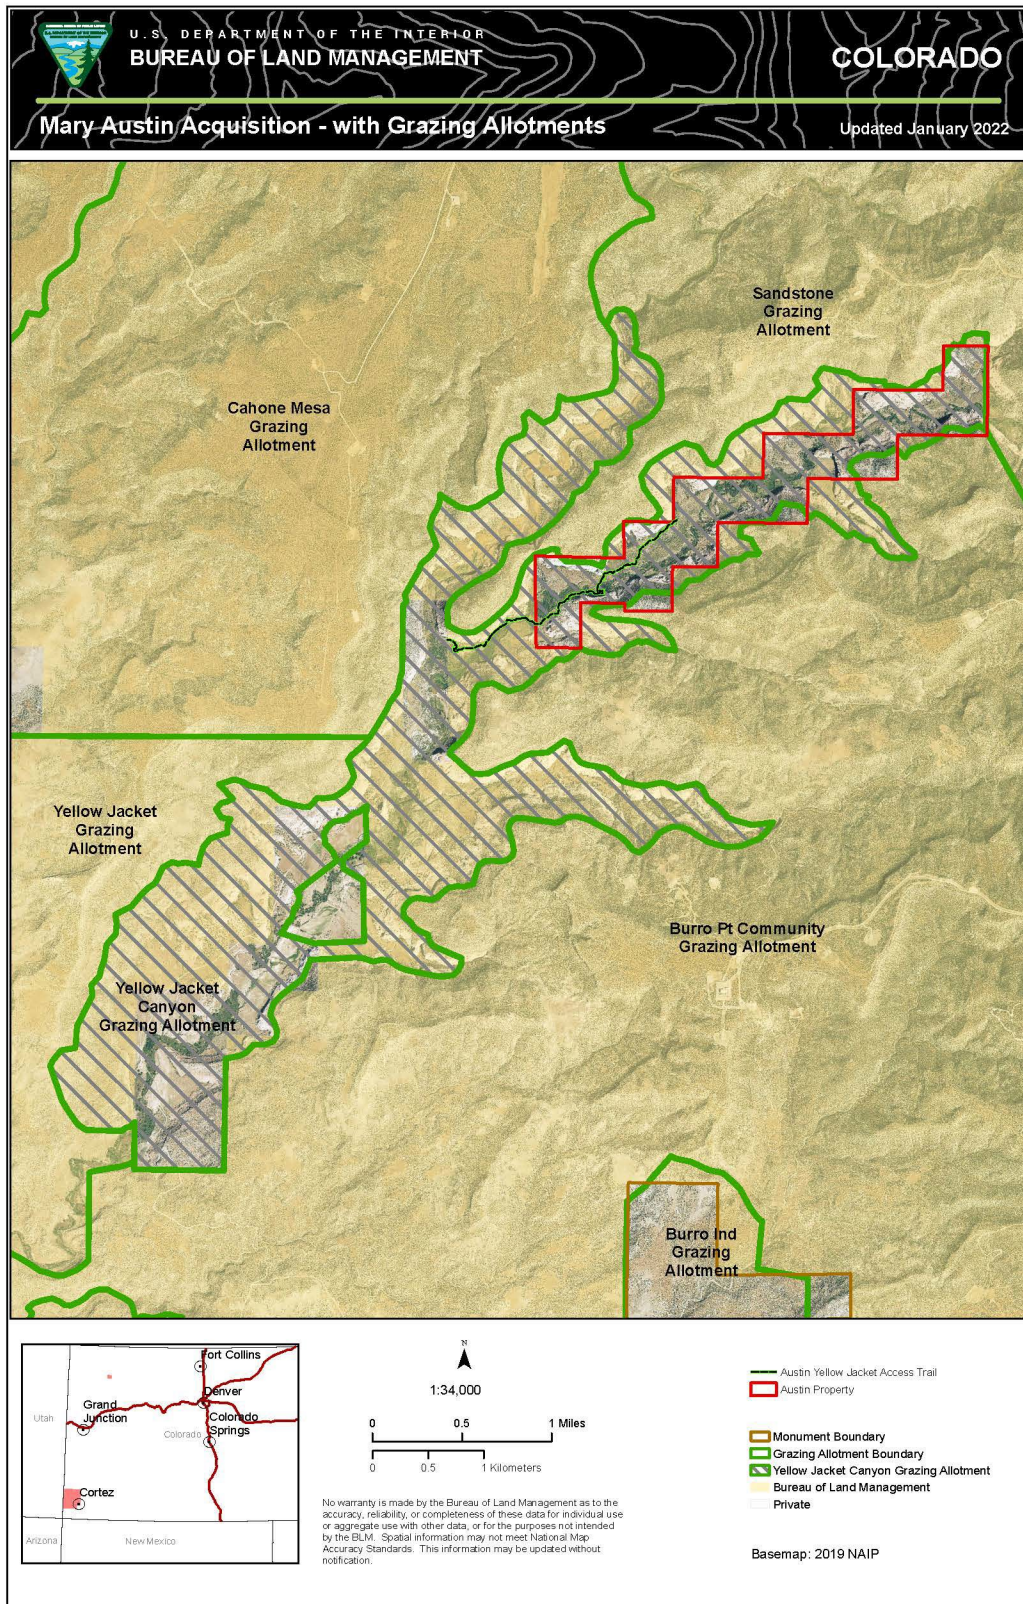 U.S. DEPARTMENT OF THE INTERIOR
BUREAU OF LAND MANAGEMENT
COLORADO
Mary Austin Acquisition - with Grazing Allotments
Updated January 2022
Sandstone
Grazing
Allotment
Cahone Mesa
Grazing
Allotment
Yellow Jacket
Grazing
Allotment
Burro Pt Community
Grazing Allotment
Yellow Jacket
Canyon
Grazing Allotment
Burro Ind
Grazing
Allotment
Fort Collins
Denver
Grand
Junction
Colorado
Springs
Utah
Colorado
Cortez
Arizona
New Mexico
N
1:34,000
0 0.5 1 Miles
0 0.5 1 Kilometers
No warranty is made by the Bureau of Land Management as to the
accuracy, reliability, or completeness of these data for individual use
or aggregate use with other data, or for the purposes not intended
by the BLM. Spatial information may not meet National Map
Accuracy Standards. This information may be updated without
notification.
Austin Yellow Jacket Access Trail
Austin Property
Monument Boundary
Grazing Allotment Boundary
Yellow Jacket Canyon Grazing Allotment
Bureau of Land Management
Private
Basemap: 2019 NAIP